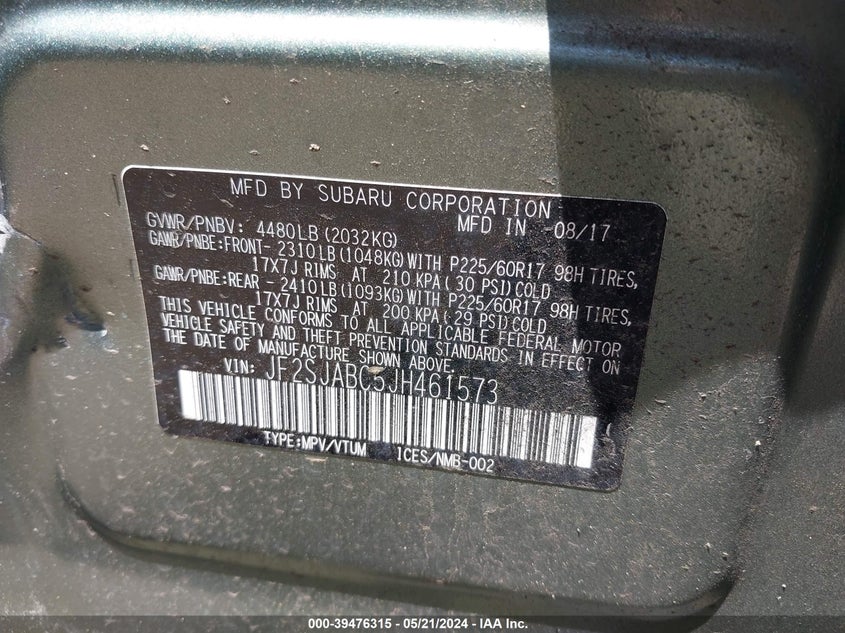 MFD BY SUBARU CORPORATION
GVWR/PNBV: 4480LB(2032KG) MFD IN 08/17
GAWR/PNBE:FRONT- 2310LB(1048KG)WITH P225/60R17 98H TIRES,
17X7J RIMS AT 210 KPA(30 PSI)COLD
GAWR/PNBE:REAR - 2410LB(1093KG)WITH P225/60R17 98H TIRES,
17X7J RIMS AT 200 KPA(29 PSI)COLD
THIS VEHICLE CONFORMS TO ALL APPLICABLE FEDERAL MOTOR
VEHICLE SAFETY AND THEFT PREVENTION STANDARDS IN EFFECT ON
THE DATE OF MANUFACTURE SHOWN ABOVE.
VIN: JF2SJABC5JH461573
TYPE:MPV/VTUM ICES/NMB-002
000-39476315 - 05/21/2024 - IAA Inc.